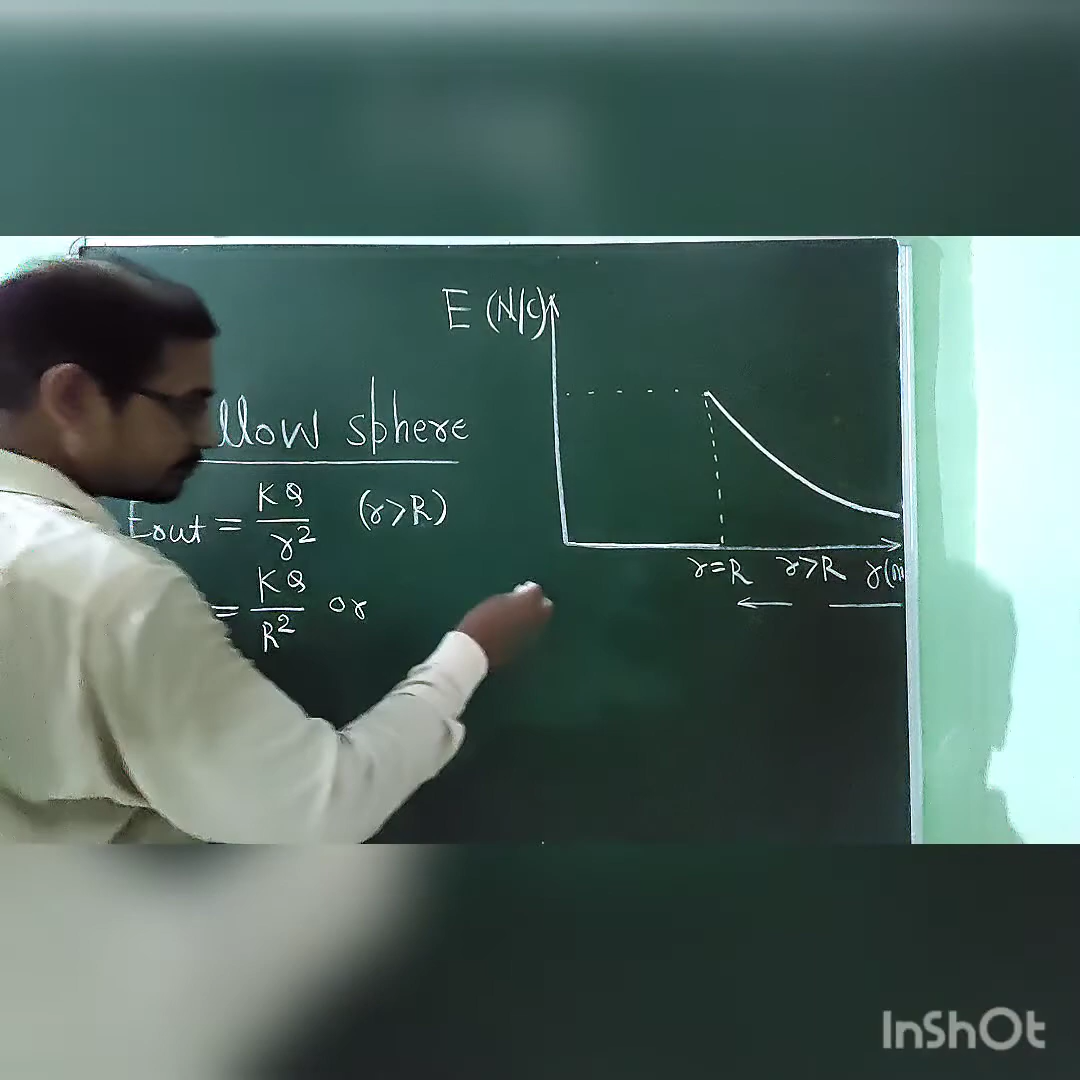 E (N/C)
llow sphere
Eout = KQ/r² (r>R)
= KQ/R² or
r=R r>R r(m
InShOt